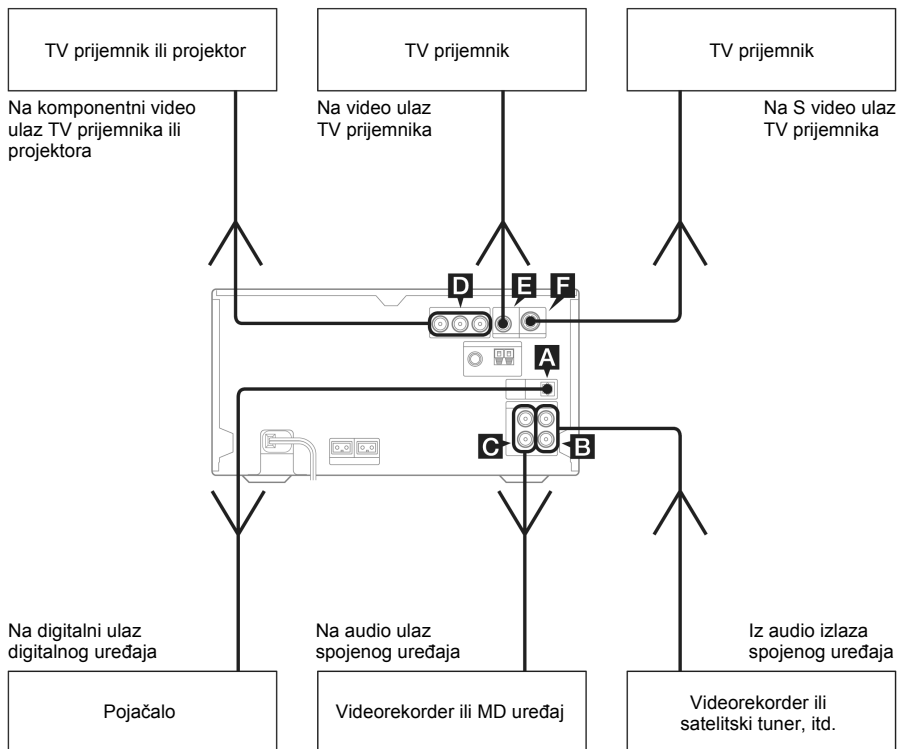 TV prijemnik ili projektor
TV prijemnik
TV prijemnik
Na komponentni video
ulaz TV prijemnika ili
projektora
Na video ulaz
TV prijemnika
Na S video ulaz
TV prijemnika
D
E
F
A
C
B
Na digitalni ulaz
digitalnog uređaja
Na audio ulaz
spojenog uređaja
Iz audio izlaza
spojenog uređaja
Pojačalo
Videorekorder ili MD uređaj
Videorekorder ili
satelitski tuner, itd.